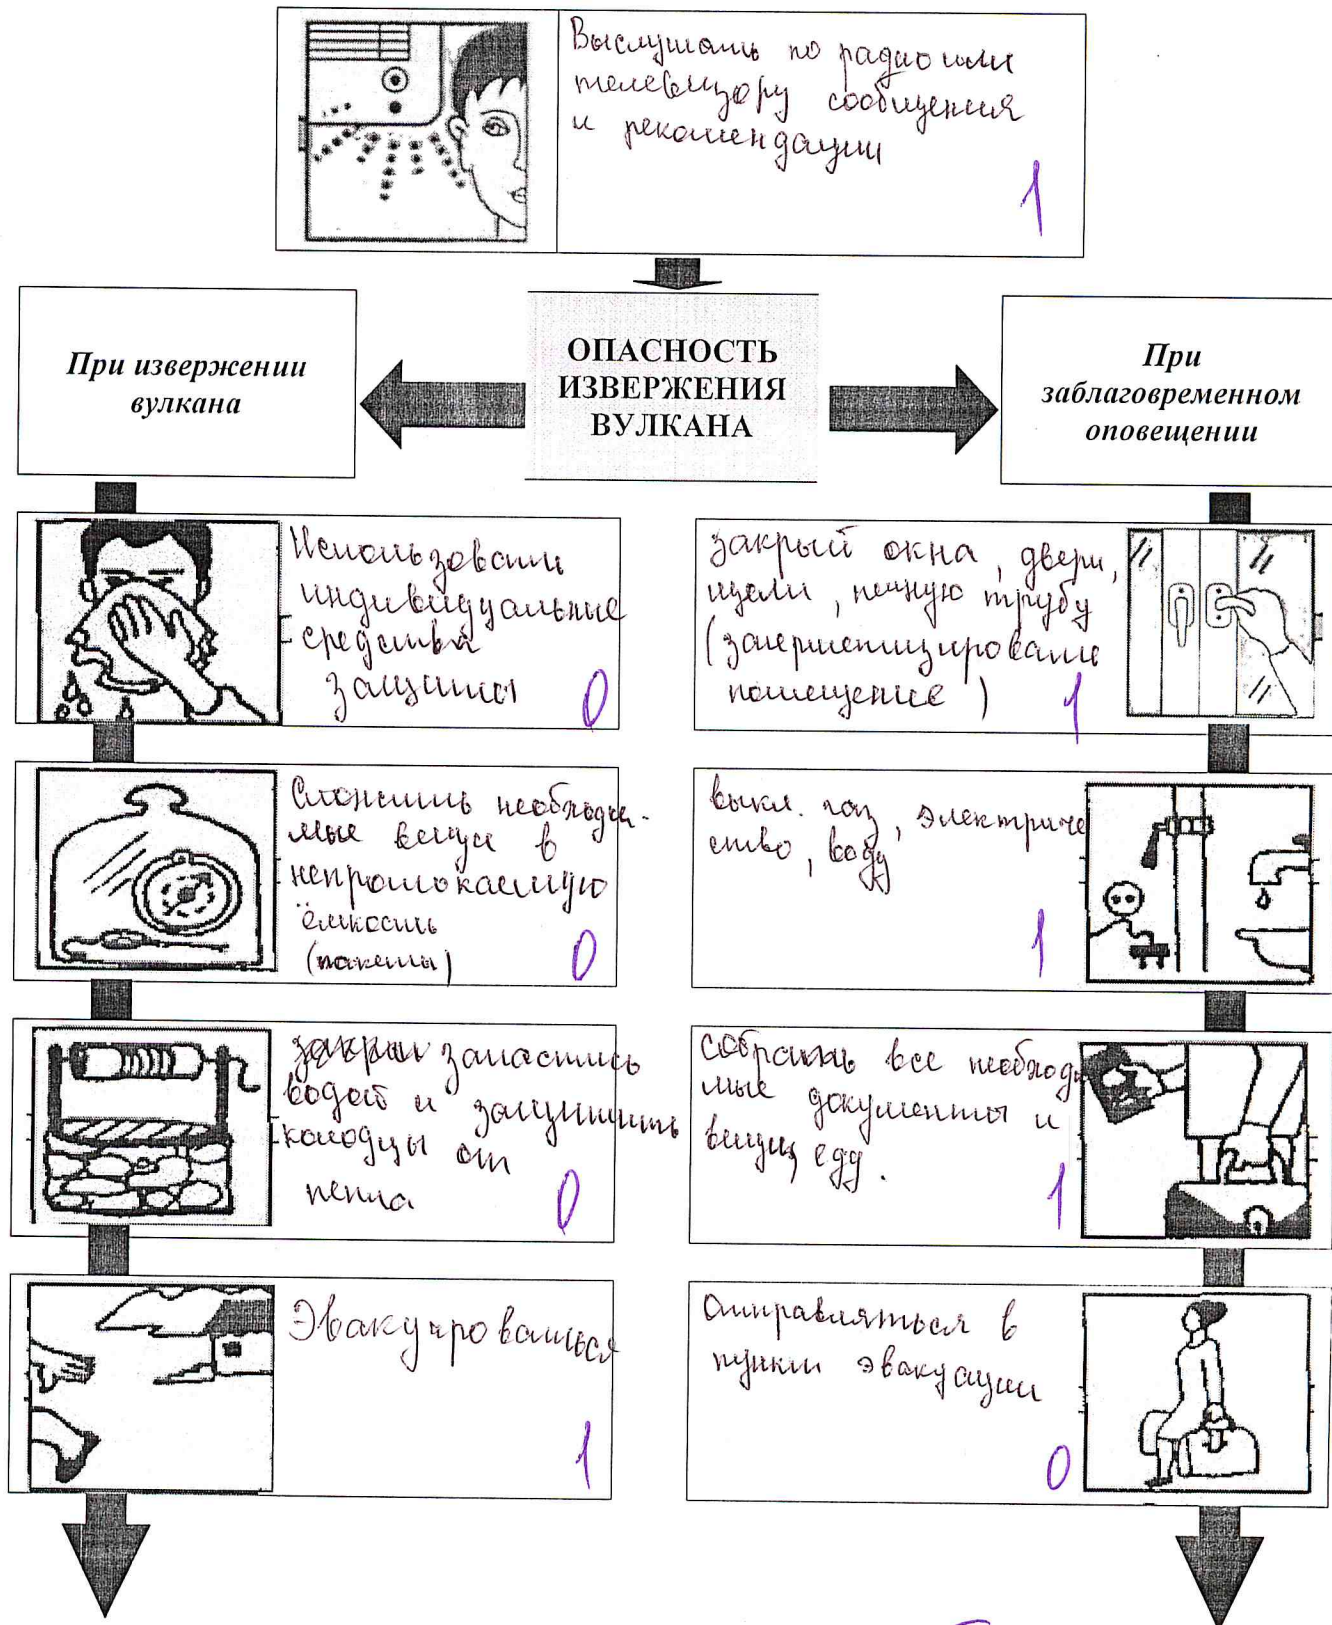 Выслушать по радио или
телевизору сообщения
и рекомендации
1
При извержении
вулкана
ОПАСНОСТЬ
ИЗВЕРЖЕНИЯ
ВУЛКАНА
При
заблаговременном
оповещении
Использовать
индивидуальные
средства
защиты
0
Сложить необходи-
мые вещи в
непромокаемую
ёмкость
(пакеты)
0
запастись
водой и защитить
колодцы от
пепла
0
Эвакуироваться
1
закрый окна, двери,
щели, печную трубу
(загерметизировать
помещение)
1
выкл. газ, электриче
ство, воду
1
собрать все необходи
мые документы и
вещи, еду.
1
Отправляться в
пункт эвакуации
0